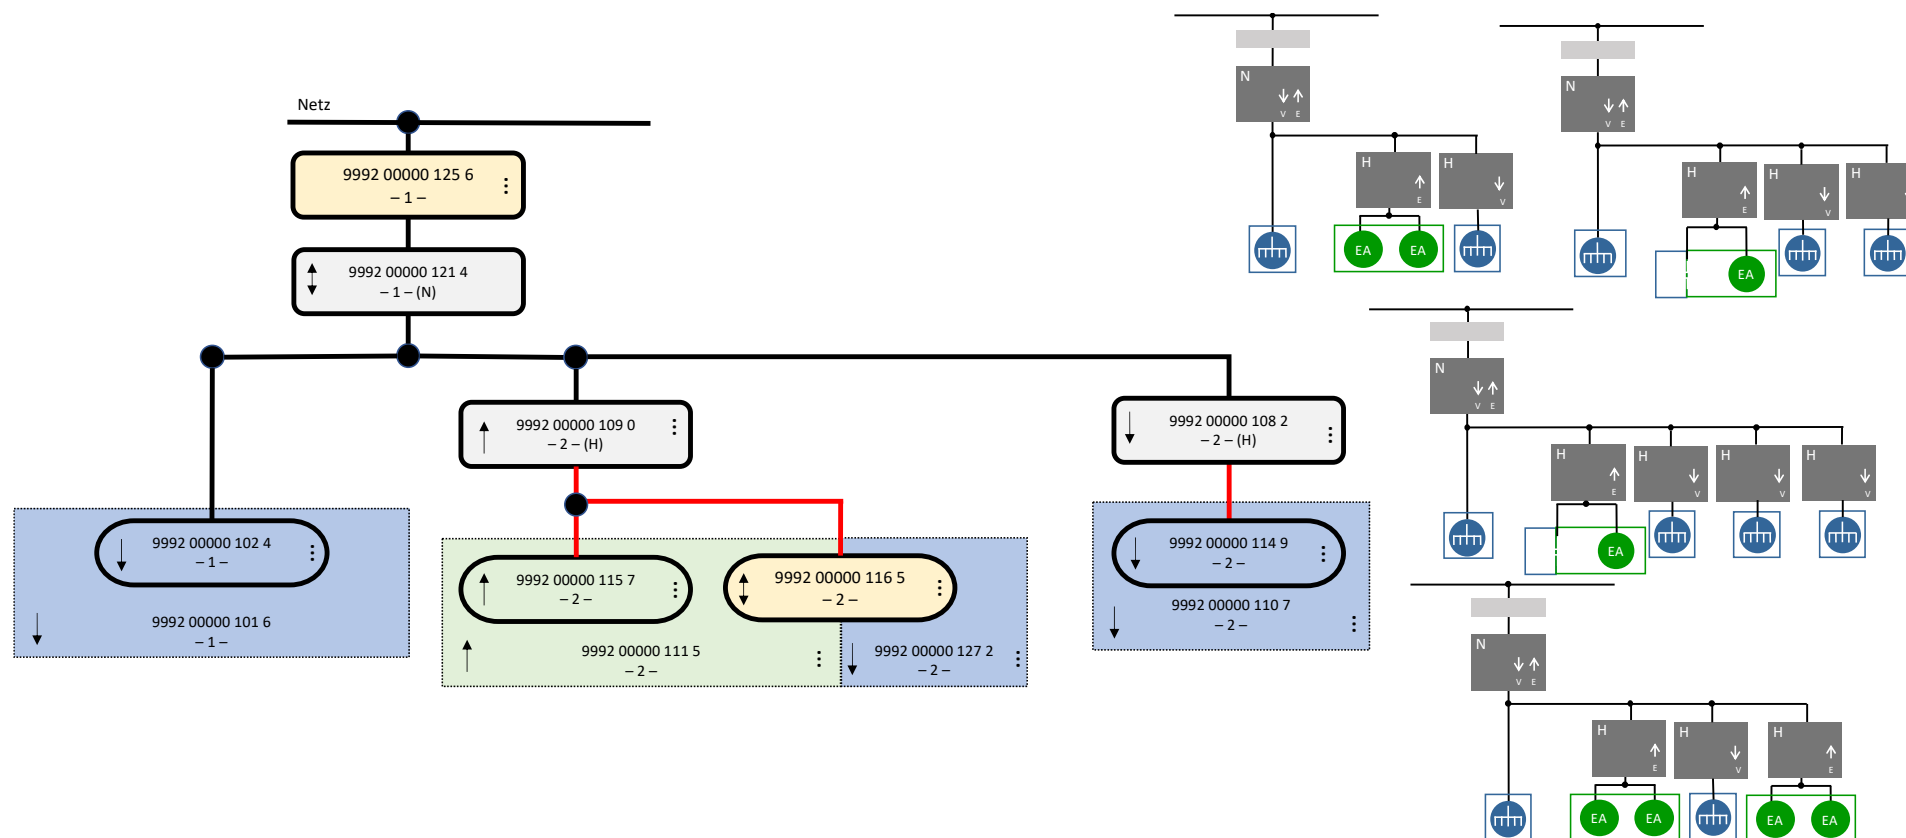 Netz
9992 00000 125 6
– 1 –
9992 00000 121 4
– 1 – (N)
9992 00000 109 0
– 2 – (H)
9992 00000 108 2
– 2 – (H)
9992 00000 102 4
– 1 –
9992 00000 101 6
– 1 –
9992 00000 115 7
– 2 –
9992 00000 116 5
– 2 –
9992 00000 111 5
– 2 –
9992 00000 127 2
– 2 –
9992 00000 114 9
– 2 –
9992 00000 110 7
– 2 –
N
V E
H
E
H
V
EA EA
N
V E
H
E
H
V
H
EA
N
V E
H
E
H
V
H
V
H
V
EA
N
V E
H
E
H
V
H
E
EA EA
EA EA